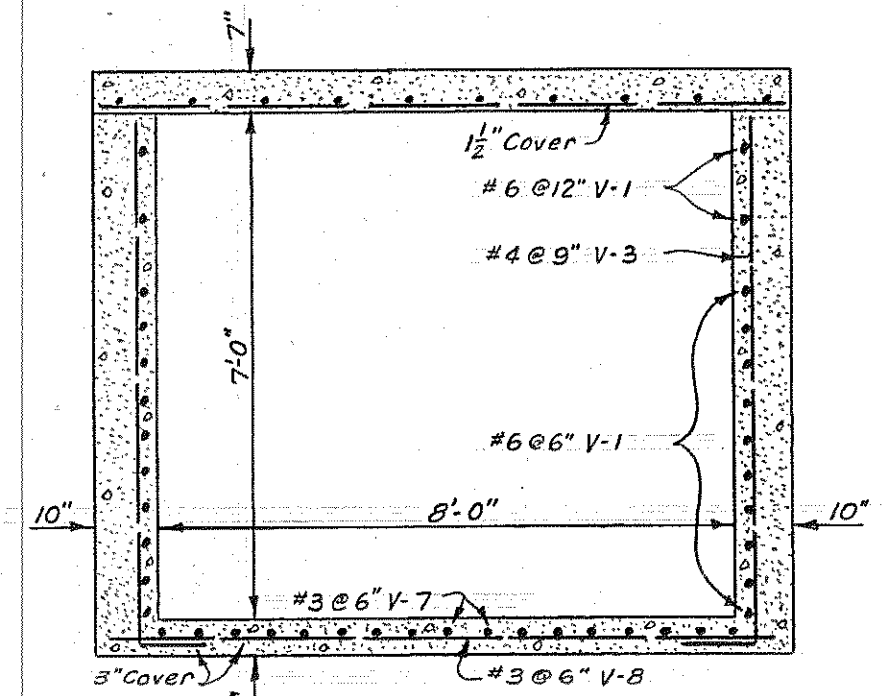 7"
1½" Cover
#6 @12" V-1
#4 @ 9" V-3
7'-0"
#6 @ 6" V-1
10"
8'-0"
10"
#3 @ 6" V-7
3" Cover
#3 @ 6" V-8